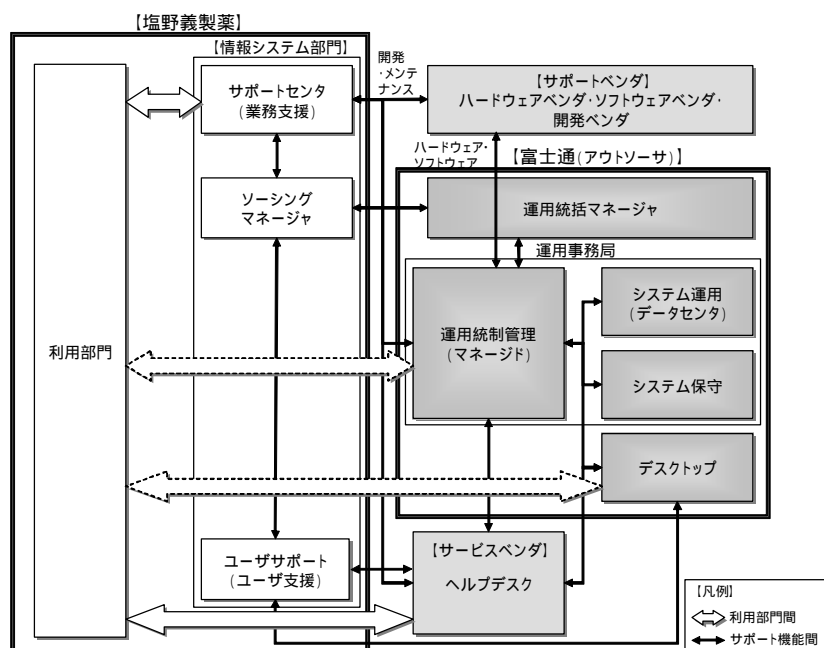 【塩野義製薬】
【情報システム部門】
利用部門
サポートセンタ
(業務支援)
ソーシング
マネージャ
ユーザサポート
(ユーザ支援)
開発
・メンテ
ナンス
【サポートベンダ】
ハードウェアベンダ・ソフトウェアベンダ・
開発ベンダ
ハードウェア・
ソフトウェア
【富士通(アウトソーサ)】
運用統括マネージャ
運用事務局
運用統制管理
(マネージド)
システム運用
(データセンタ)
システム保守
デスクトップ
【サービスベンダ】
ヘルプデスク
【凡例】
利用部門間
サポート機能間